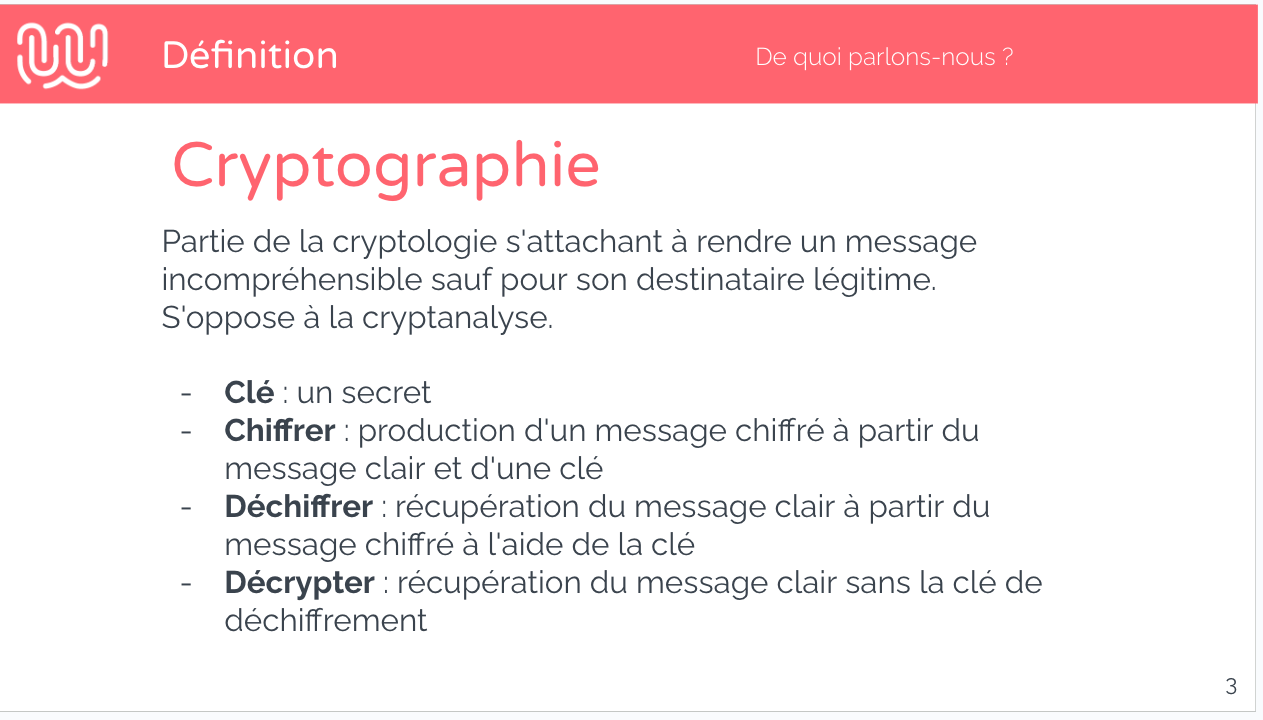 Définition
De quoi parlons-nous ?
Cryptographie
Partie de la cryptologie s'attachant à rendre un message
incompréhensible sauf pour son destinataire légitime.
S'oppose à la cryptanalyse.
- Clé : un secret
- Chiffrer : production d'un message chiffré à partir du
message clair et d'une clé
- Déchiffrer : récupération du message clair à partir du
message chiffré à l'aide de la clé
- Décrypter : récupération du message clair sans la clé de
déchiffrement
3